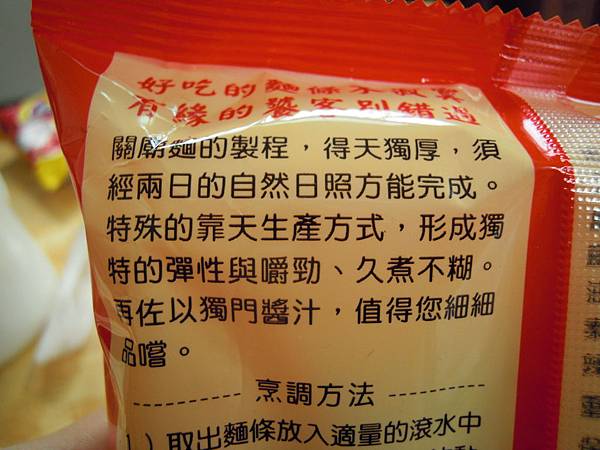 好吃的麵條不寂寞
有緣的饕客別錯過
關廟麵的製程，得天獨厚，須
經兩日的自然日照方能完成。
特殊的靠天生產方式，形成獨
特的彈性與嚼勁、久煮不糊。
再佐以獨門醬汁，值得您細細
品嚐。
烹調方法
1）取出麵條放入適量的滾水中